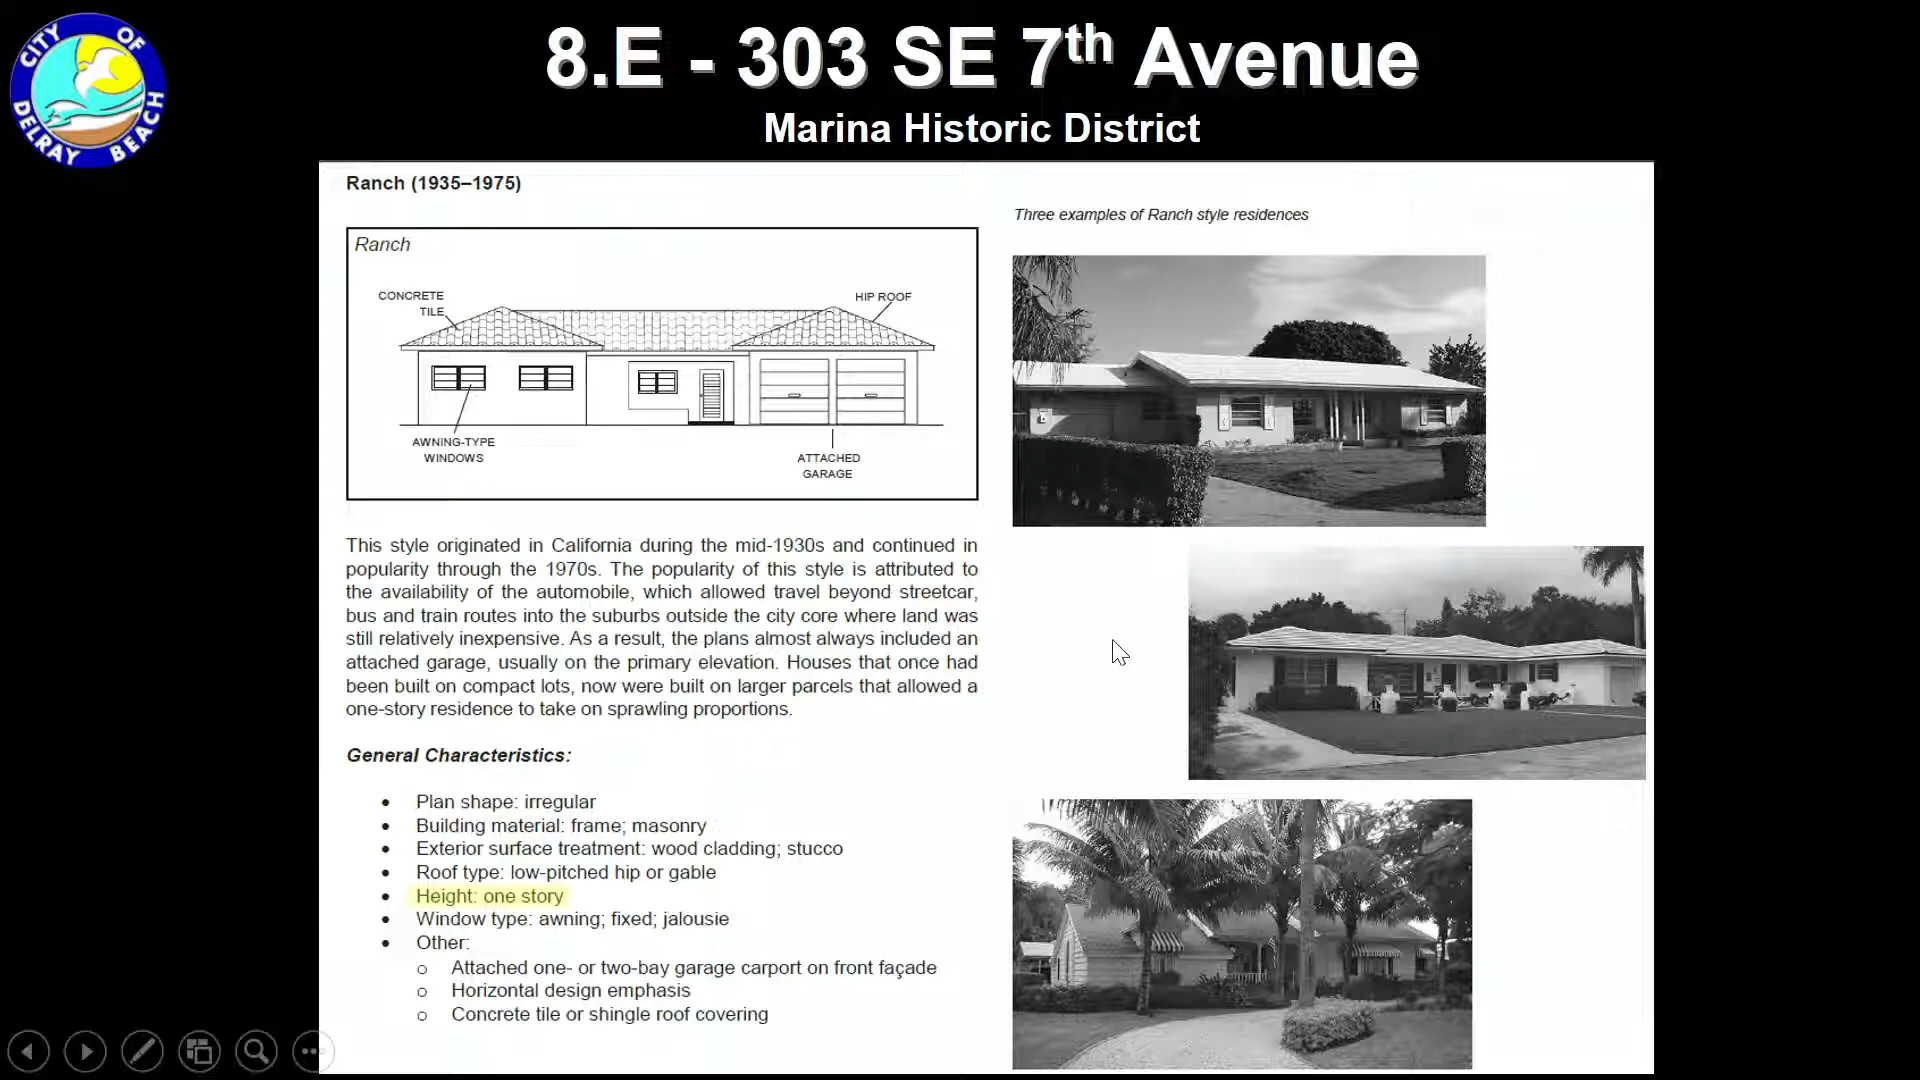 CITY OF
DELRAY BEACH
8.E - 303 SE 7th Avenue
Marina Historic District
Ranch (1935–1975)
Ranch
CONCRETE
TILE
HIP ROOF
AWNING-TYPE
WINDOWS
ATTACHED
GARAGE
This style originated in California during the mid-1930s and continued in
popularity through the 1970s. The popularity of this style is attributed to
the availability of the automobile, which allowed travel beyond streetcar,
bus and train routes into the suburbs outside the city core where land was
still relatively inexpensive. As a result, the plans almost always included an
attached garage, usually on the primary elevation. Houses that once had
been built on compact lots, now were built on larger parcels that allowed a
one-story residence to take on sprawling proportions.
General Characteristics:
• Plan shape: irregular
• Building material: frame; masonry
• Exterior surface treatment: wood cladding; stucco
• Roof type: low-pitched hip or gable
• Height: one story
• Window type: awning; fixed; jalousie
• Other:
o Attached one- or two-bay garage carport on front façade
o Horizontal design emphasis
o Concrete tile or shingle roof covering
Three examples of Ranch style residences